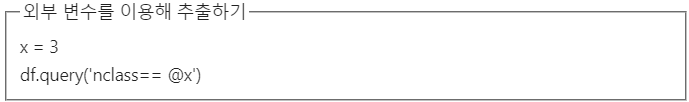 외부 변수를 이용해 추출하기
x = 3
df.query('nclass== @x')